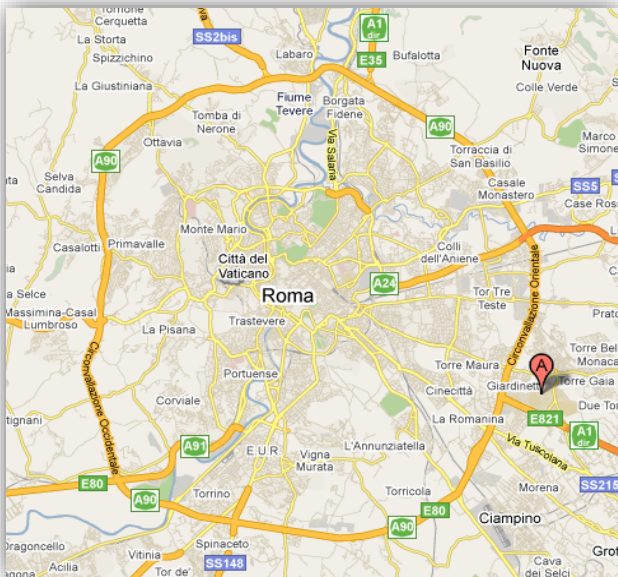 Torrione
Cerquetta
La Storta
Spizzichino
SS2bis
A1
dir
E35
Labaro
Bufalotta
Fonte
Nuova
Colle Verde
La Giustiniana
Fiume
Tevere
Borgata
Fidene
Tomba di
Nerone
Ottavia
Via Salaria
A90
Torraccia di
San Basilio
Marco
Simone
A90
Selva
Candida
Casale
Monastero
SS5
Case Ros
Casalotti
Primavalle
Monte Mario
Città del
Vaticano
Colli
dell'Aniene
Roma
A24
Tor Tre
Teste
Circonvallazione Orientale
a Selce
Massimina-Casal
Lumbroso
La Pisana
Trastevere
Prato
Torre Bel
Monaca
A
Torre Maura
Giardinett
Torre Gaia
Portuense
Cinecittà
Corviale
Circonvallazione Occidentale
La Romanina
E821
Due Tor
A1
dir
tignani
A91
E.U.R.
L'Annunziatella
Via Tuscolana
Vigna
Murata
E80
A90
Torrino
Torricola
Morena
SS215
E80
Ciampino
A90
Dragoncello
Vitinia
Spinaceto
Grot
Acilia
Tor de'
SS148
Cava
dei Selci